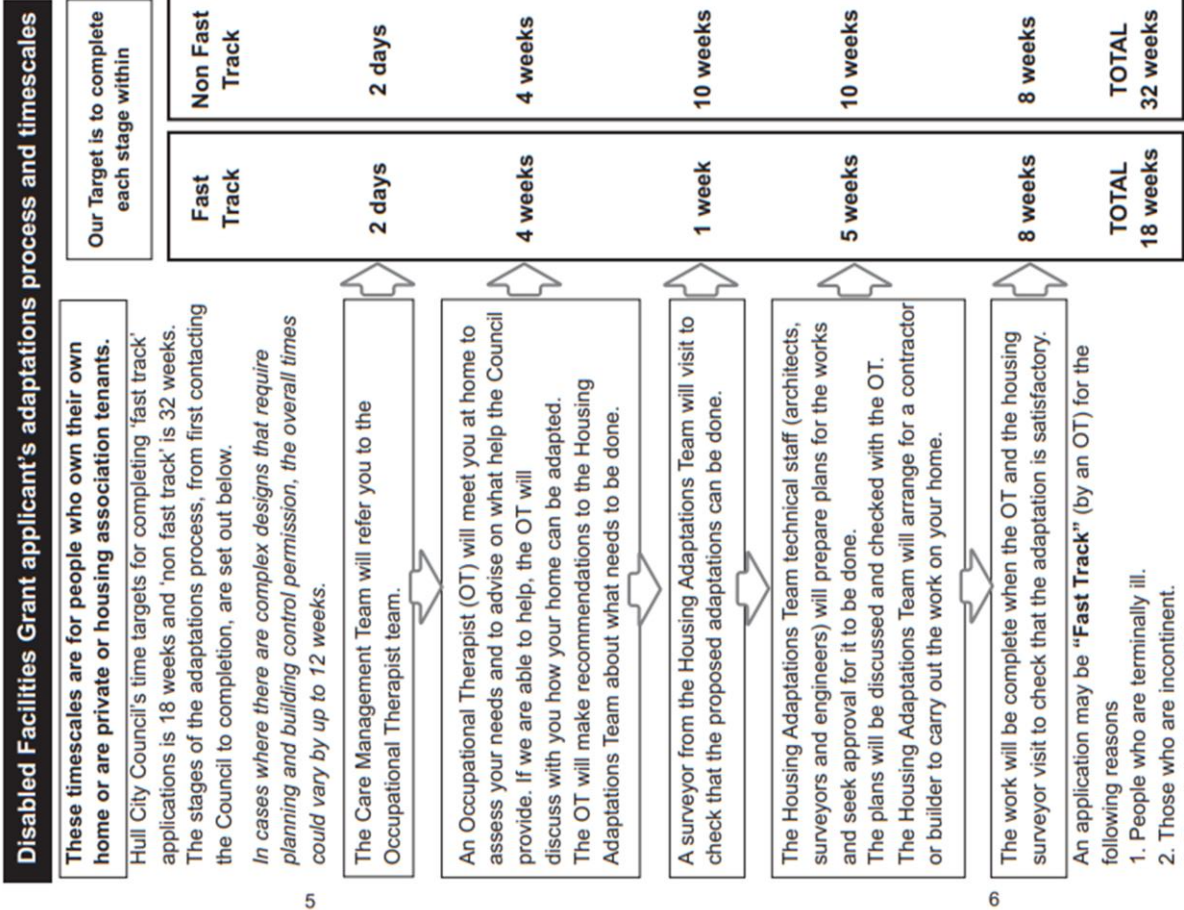 Disabled Facilities Grant applicant's adaptations process and timescales
These timescales are for people who own their own
home or are private or housing association tenants.
Our Target is to complete
each stage within
Hull City Council's time targets for completing 'fast track'
applications is 18 weeks and 'non fast track' is 32 weeks.
The stages of the adaptations process, from first contacting
the Council to completion, are set out below.
In cases where there are complex designs that require
planning and building control permission, the overall times
could vary by up to 12 weeks.
Fast
Track
Non Fast
Track
The Care Management Team will refer you to the
Occupational Therapist team.
2 days
2 days
An Occupational Therapist (OT) will meet you at home to
assess your needs and to advise on what help the Council
provide. If we are able to help, the OT will
discuss with you how your home can be adapted.
The OT will make recommendations to the Housing
Adaptations Team about what needs to be done.
4 weeks
4 weeks
A surveyor from the Housing Adaptations Team will visit to
check that the proposed adaptations can be done.
1 week
10 weeks
The Housing Adaptations Team technical staff (architects,
surveyors and engineers) will prepare plans for the works
and seek approval for it to be done.
The plans will be discussed and checked with the OT.
The Housing Adaptations Team will arrange for a contractor
or builder to carry out the work on your home.
5 weeks
10 weeks
The work will be complete when the OT and the housing
surveyor visit to check that the adaptation is satisfactory.
8 weeks
8 weeks
An application may be "Fast Track" (by an OT) for the
following reasons
1. People who are terminally ill.
2. Those who are incontinent.
TOTAL
18 weeks
TOTAL
32 weeks
5
6